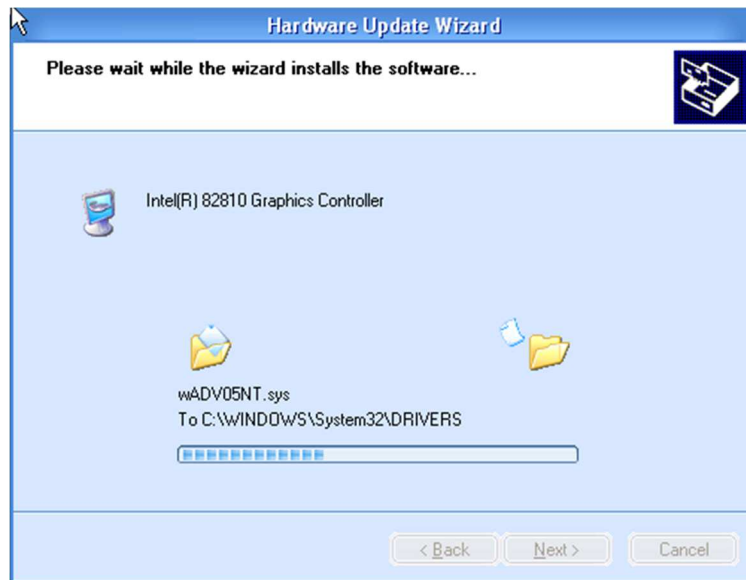 Hardware Update Wizard
Please wait while the wizard installs the software...
Intel(R) 82810 Graphics Controller
wADV05NT.sys
To C:\WINDOWS\System32\DRIVERS
< Back
Next >
Cancel